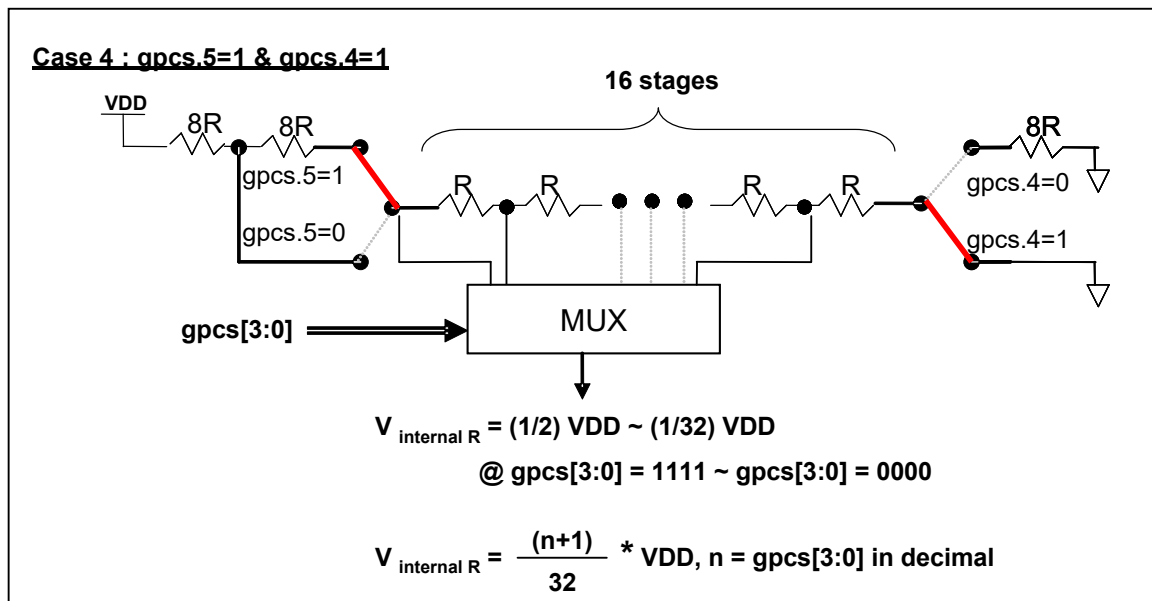 Case 4 : gpcs.5=1 & gpcs.4=1
16 stages
VDD
8R 8R 8R
gpcs.5=1 R R R R gpcs.4=0
gpcs.5=0 gpcs.4=1
MUX
gpcs[3:0]
V internal R = (1/2) VDD ~ (1/32) VDD
@ gpcs[3:0] = 1111 ~ gpcs[3:0] = 0000
V internal R = (n+1) / 32 * VDD, n = gpcs[3:0] in decimal